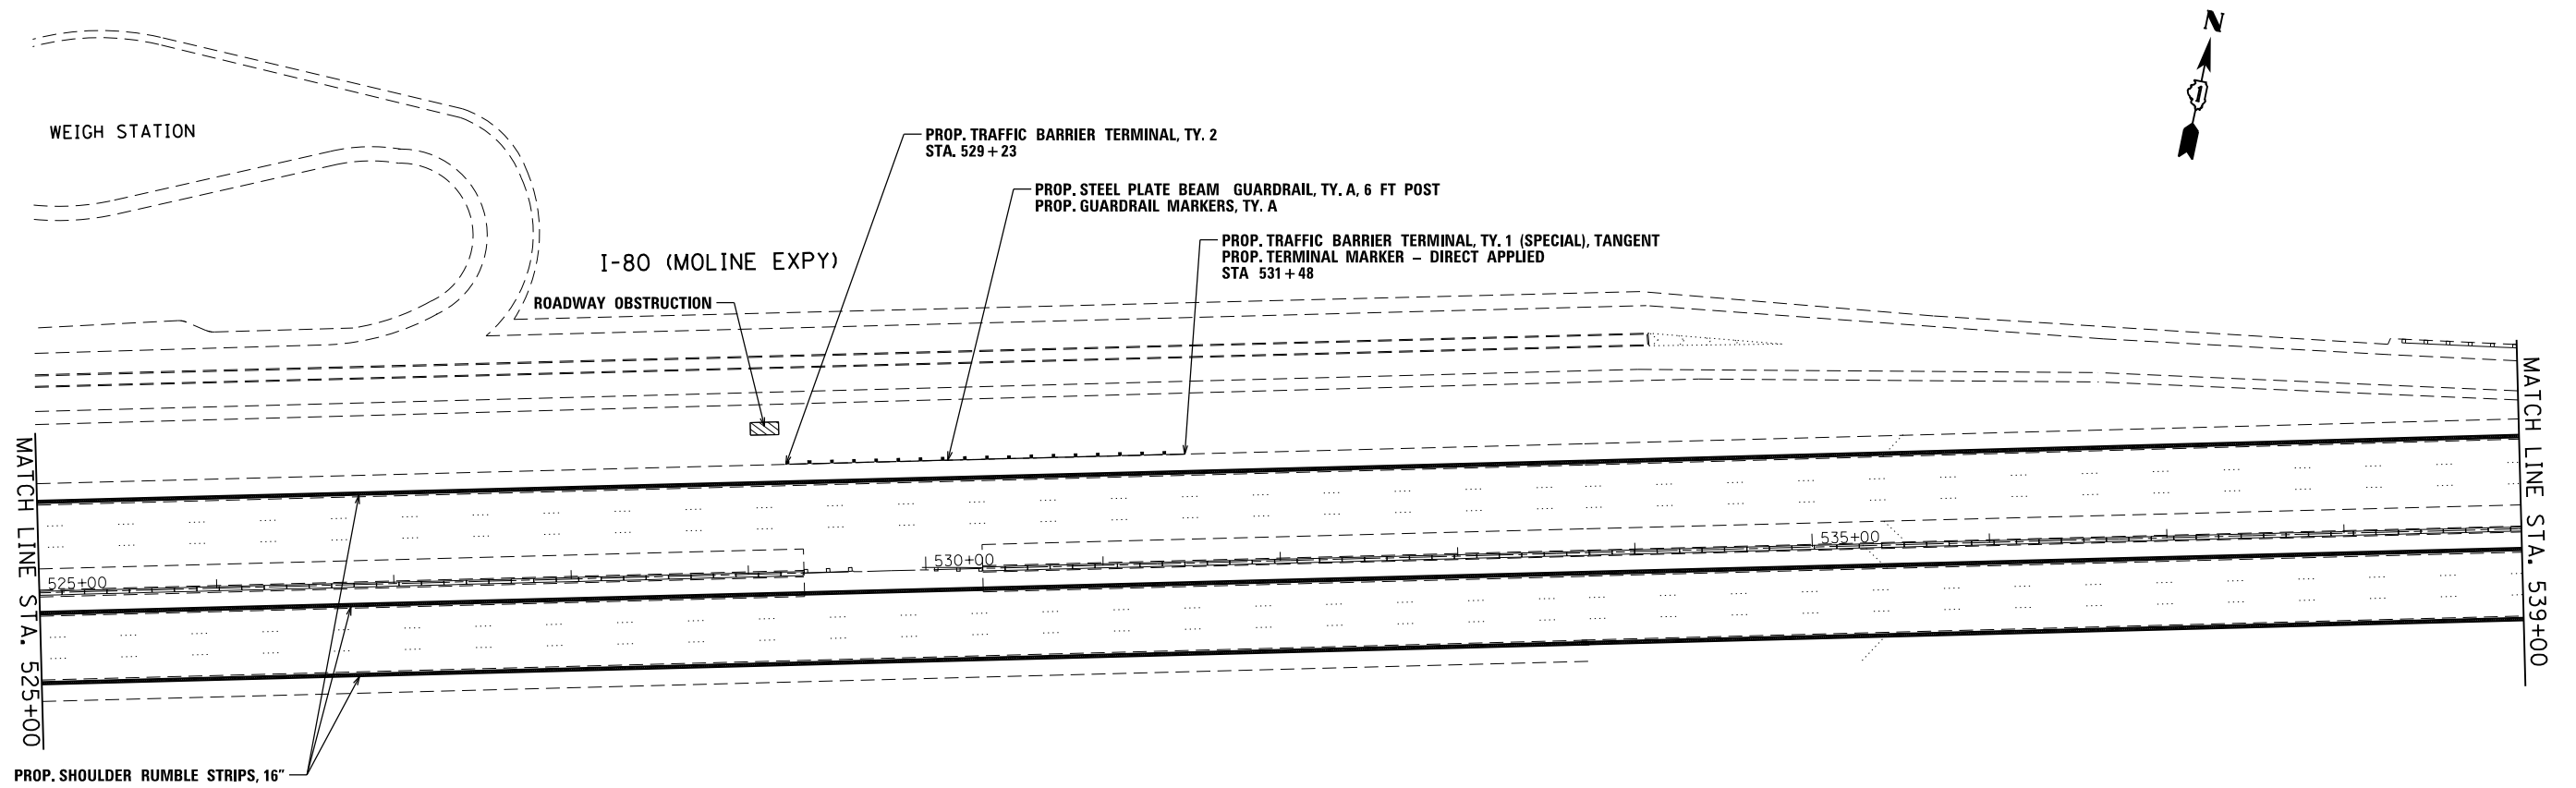 N
1
WEIGH STATION
PROP. TRAFFIC BARRIER TERMINAL, TY. 2
STA. 529+23
PROP. STEEL PLATE BEAM GUARDRAIL, TY. A, 6 FT POST
PROP. GUARDRAIL MARKERS, TY. A
PROP. TRAFFIC BARRIER TERMINAL, TY. 1 (SPECIAL), TANGENT
PROP. TERMINAL MARKER – DIRECT APPLIED
STA 531+48
I-80 (MOLINE EXPY)
ROADWAY OBSTRUCTION
MATCH LINE STA. 525+00
525+00
530+00
535+00
MATCH LINE STA. 539+00
PROP. SHOULDER RUMBLE STRIPS, 16"